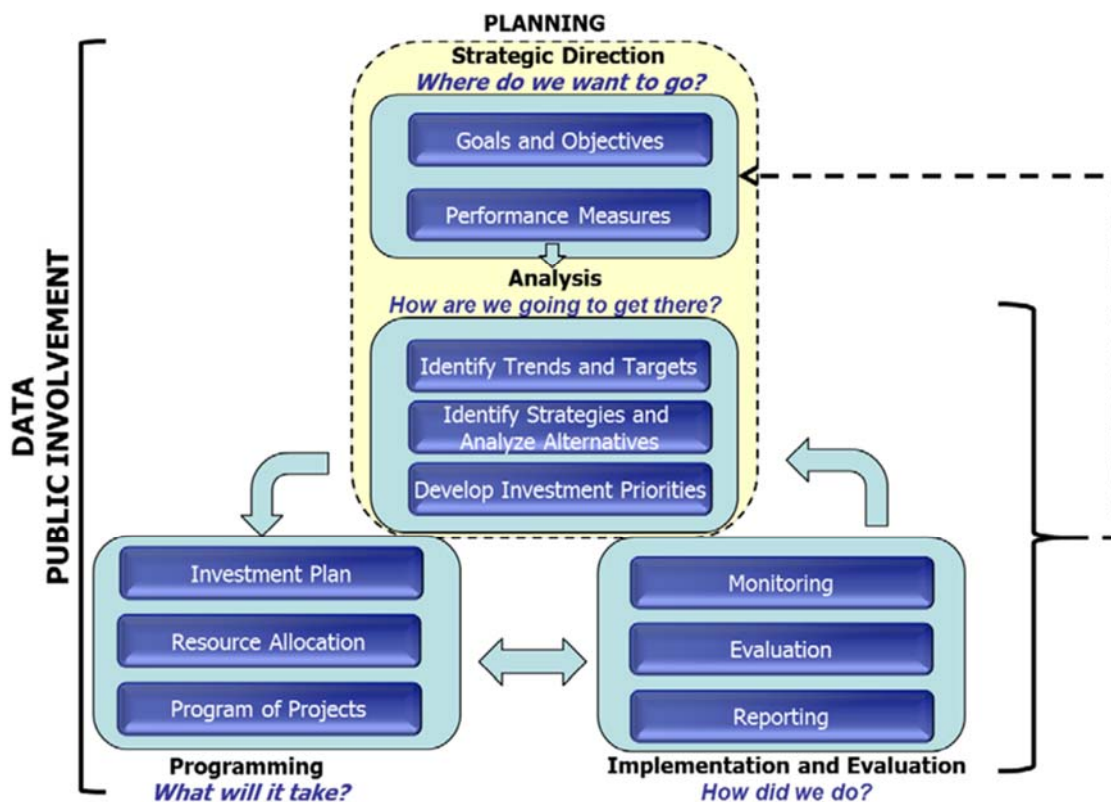 PLANNING
Strategic Direction
Where do we want to go?
Goals and Objectives
Performance Measures
Analysis
How are we going to get there?
Identify Trends and Targets
Identify Strategies and
Analyze Alternatives
Develop Investment Priorities
DATA
PUBLIC INVOLVEMENT
Investment Plan
Resource Allocation
Program of Projects
Programming
What will it take?
Monitoring
Evaluation
Reporting
Implementation and Evaluation
How did we do?